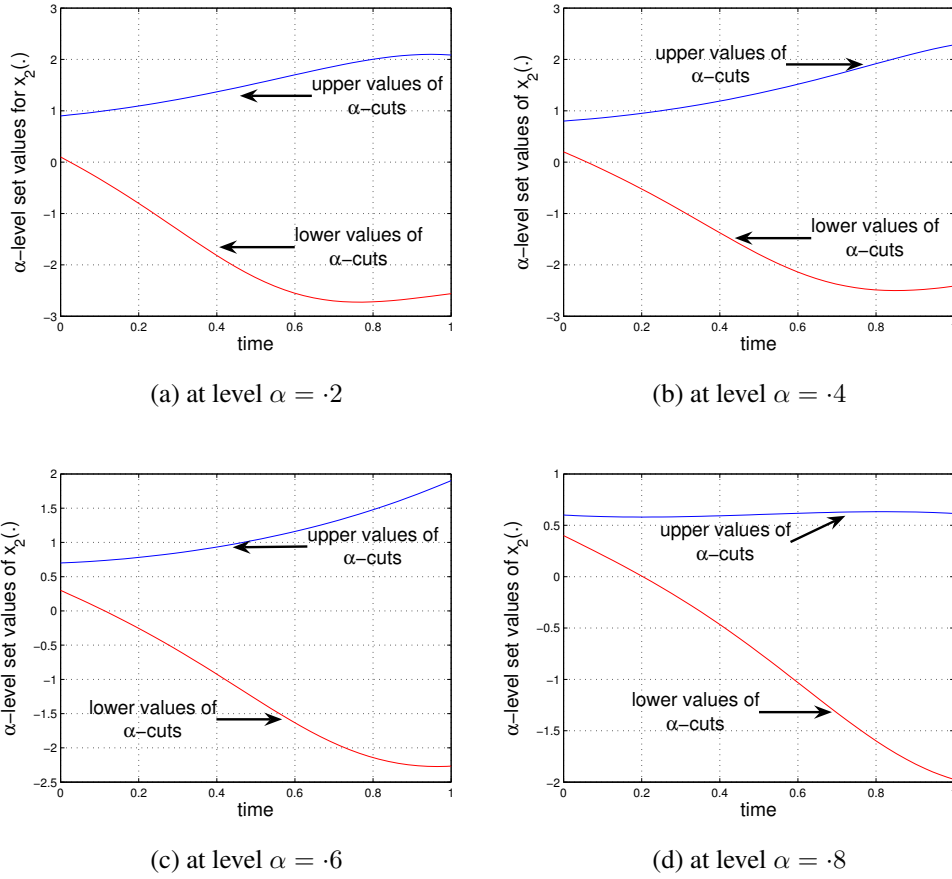 3
2
1
0
−1
−2
−3
α−level set values for x2(.)
upper values of
α−cuts
lower values of
α−cuts
0
0.2
0.4
0.6
0.8
1
time
(a) at level α = ·2
3
2
1
0
−1
−2
−3
α−level set values of x2(.)
upper values of
α−cuts
lower values of
α−cuts
0
0.2
0.4
0.6
0.8
1
time
(b) at level α = ·4
2
1.5
1
0.5
0
−0.5
−1
−1.5
−2
−2.5
α−level set values of x2(.)
upper values of
α−cuts
lower values of
α−cuts
0
0.2
0.4
0.6
0.8
1
time
(c) at level α = ·6
1
0.5
0
−0.5
−1
−1.5
−2
α−level set values of x2(.)
upper values of
α−cuts
lower values of
α−cuts
0
0.2
0.4
0.6
0.8
1
time
(d) at level α = ·8